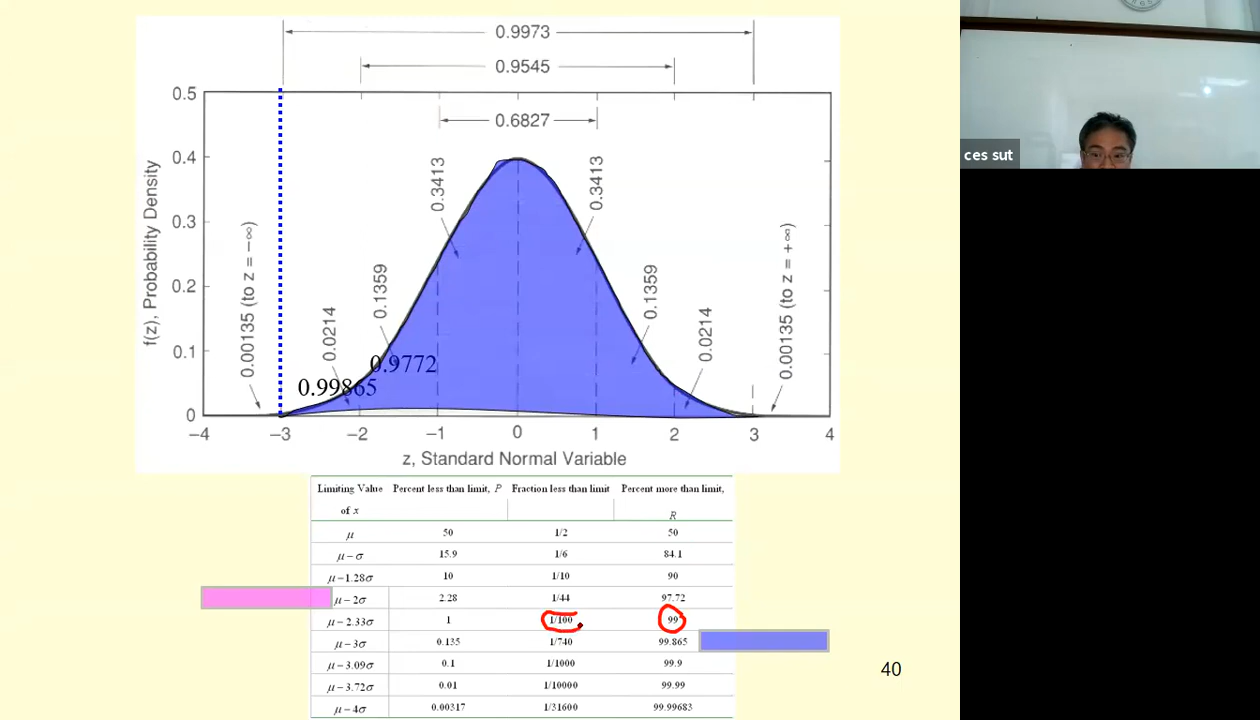 0.9973
0.9545
0.6827
0.5
0.4
0.3
0.2
0.1
0
f(z), Probability Density
0.00135 (to z = −∞)
0.0214
0.1359
0.3413
0.3413
0.1359
0.0214
0.00135 (to z = +∞)
0.9772
0.99865
−4 −3 −2 −1 0 1 2 3 4
z, Standard Normal Variable
Limiting Value of x Percent less than limit, P Fraction less than limit Percent more than limit, R
μ 50 1/2 50
μ−σ 15.9 1/6 84.1
μ−1.28σ 10 1/10 90
μ−2σ 2.28 1/44 97.72
μ−2.33σ 1 1/100 99
μ−3σ 0.135 1/740 99.865
μ−3.09σ 0.1 1/1000 99.9
μ−3.72σ 0.01 1/10000 99.99
μ−4σ 0.00317 1/31600 99.99683
40
ces sut